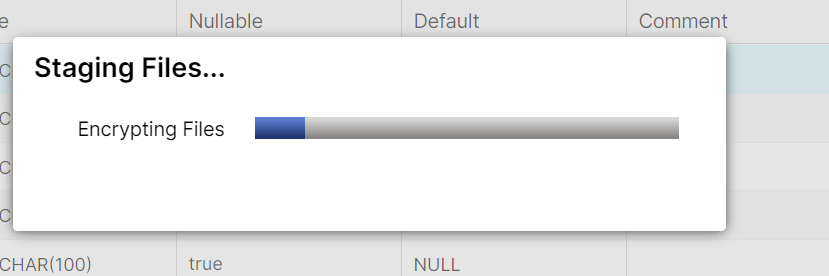 Nullable Default Comment
Staging Files...
Encrypting Files
CHAR(100) true NULL